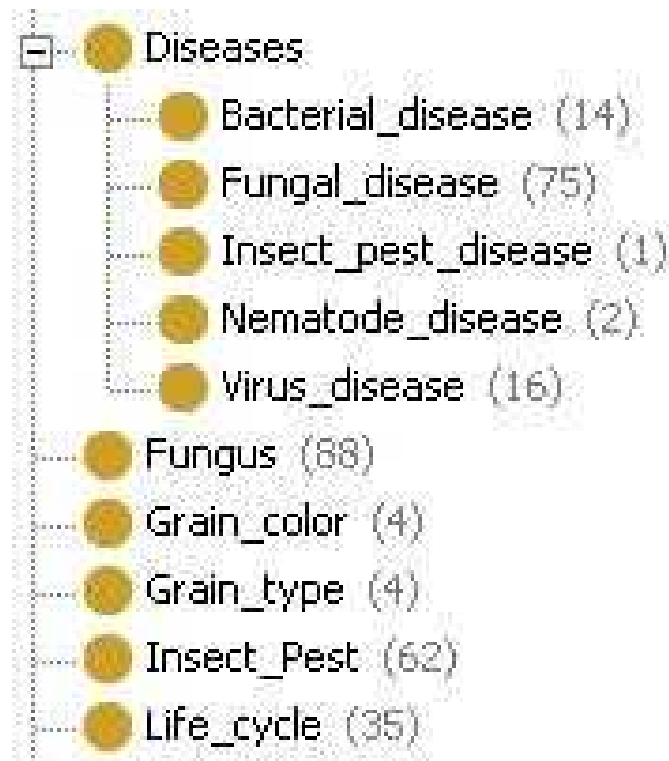 Diseases
Bacterial_disease (14)
Fungal_disease (75)
Insect_pest_disease (1)
Nematode_disease (2)
Virus_disease (16)
Fungus (88)
Grain_color (4)
Grain_type (4)
Insect_Pest (62)
Life_cycle (35)